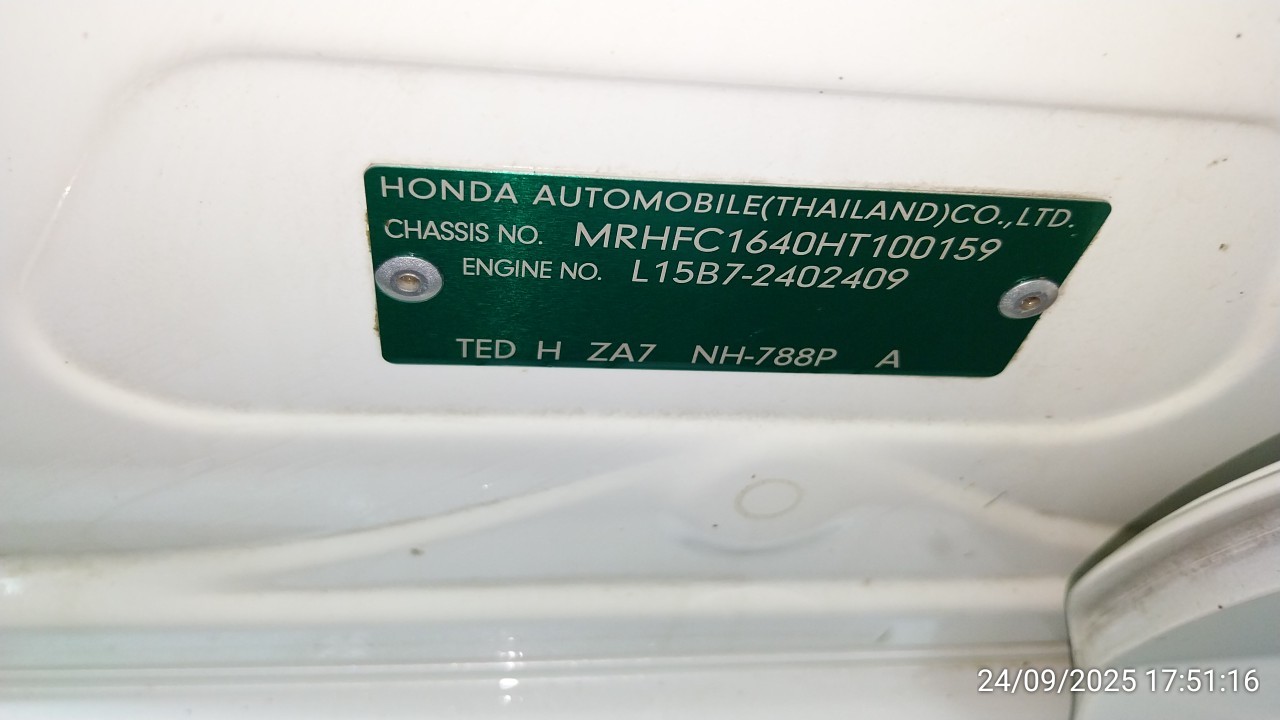 HONDA AUTOMOBILE(THAILAND)CO.,LTD.
CHASSIS NO. MRHFC1640HT100159
ENGINE NO. L15B7-2402409
TED H ZA7 NH-788P A
24/09/2025 17:51:16